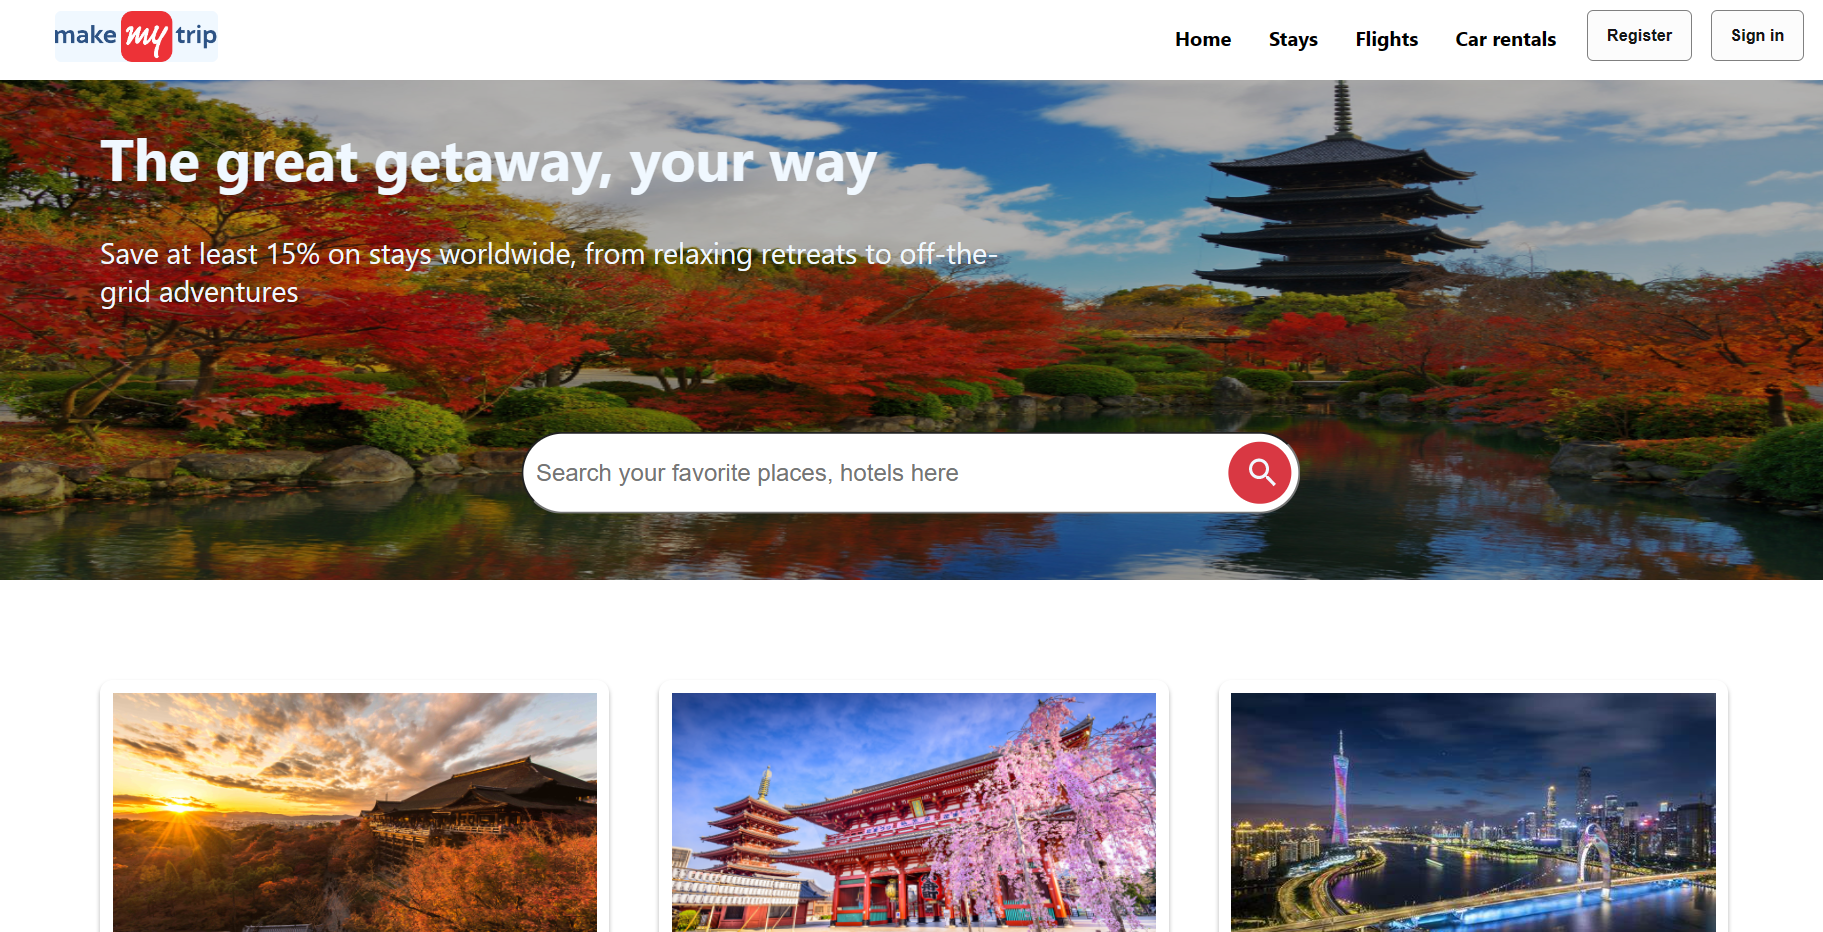 make my trip
Home
Stays
Flights
Car rentals
Register
Sign in
The great getaway, your way
Save at least 15% on stays worldwide, from relaxing retreats to off-the-
grid adventures
Search your favorite places, hotels here